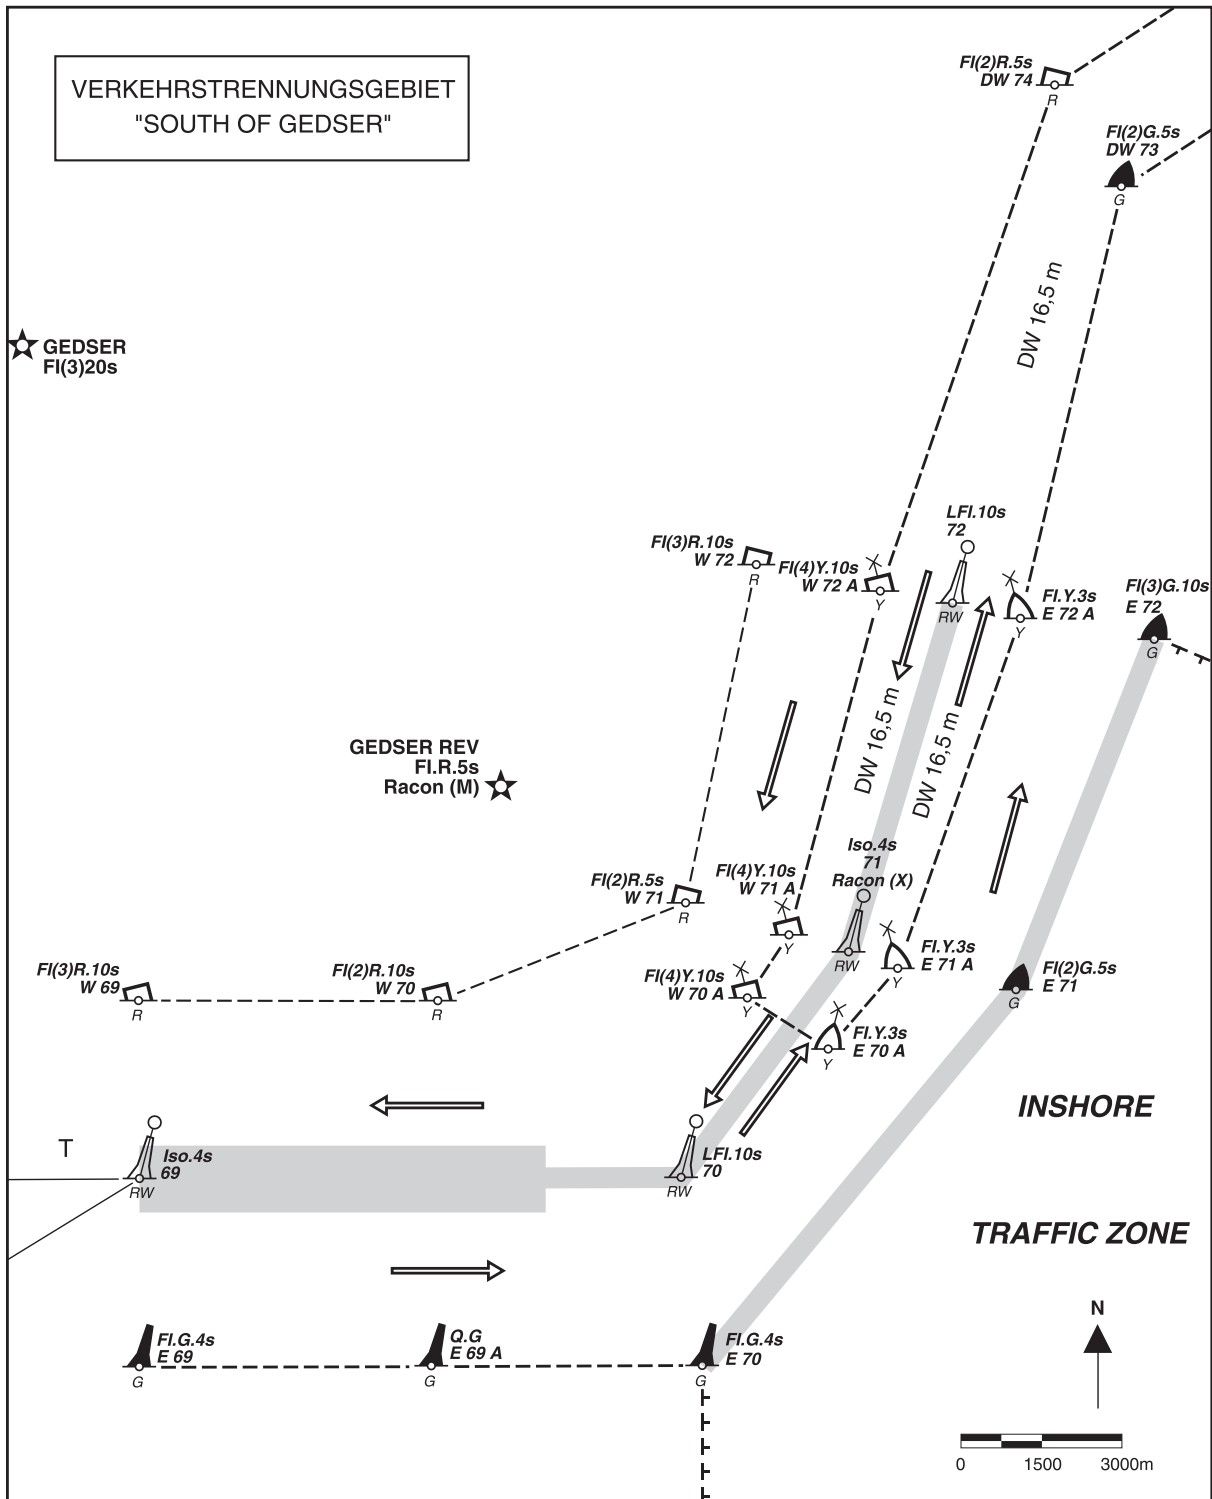 VERKEHRSTRENNUNGSGEBIET
"SOUTH OF GEDSER"
Fl(2)R.5s
DW 74
R
Fl(2)G.5s
DW 73
G
DW 16,5 m
GEDSER
Fl(3)20s
LFl.10s
72
RW
Fl(3)R.10s
W 72
R
Fl(4)Y.10s
W 72 A
Y
Fl.Y.3s
E 72 A
Y
Fl(3)G.10s
E 72
G
DW 16,5 m
DW 16,5 m
GEDSER REV
Fl.R.5s
Racon (M)
Iso.4s
71
Racon (X)
RW
Fl(2)R.5s
W 71
R
Fl(4)Y.10s
W 71 A
Y
Fl.Y.3s
E 71 A
Y
Fl(2)G.5s
E 71
G
Fl(3)R.10s
W 69
R
Fl(2)R.10s
W 70
R
Fl(4)Y.10s
W 70 A
Y
Fl.Y.3s
E 70 A
Y
INSHORE
TRAFFIC ZONE
T
Iso.4s
69
RW
LFl.10s
70
RW
Fl.G.4s
E 69
G
Q.G
E 69 A
G
Fl.G.4s
E 70
G
N
0 1500 3000m